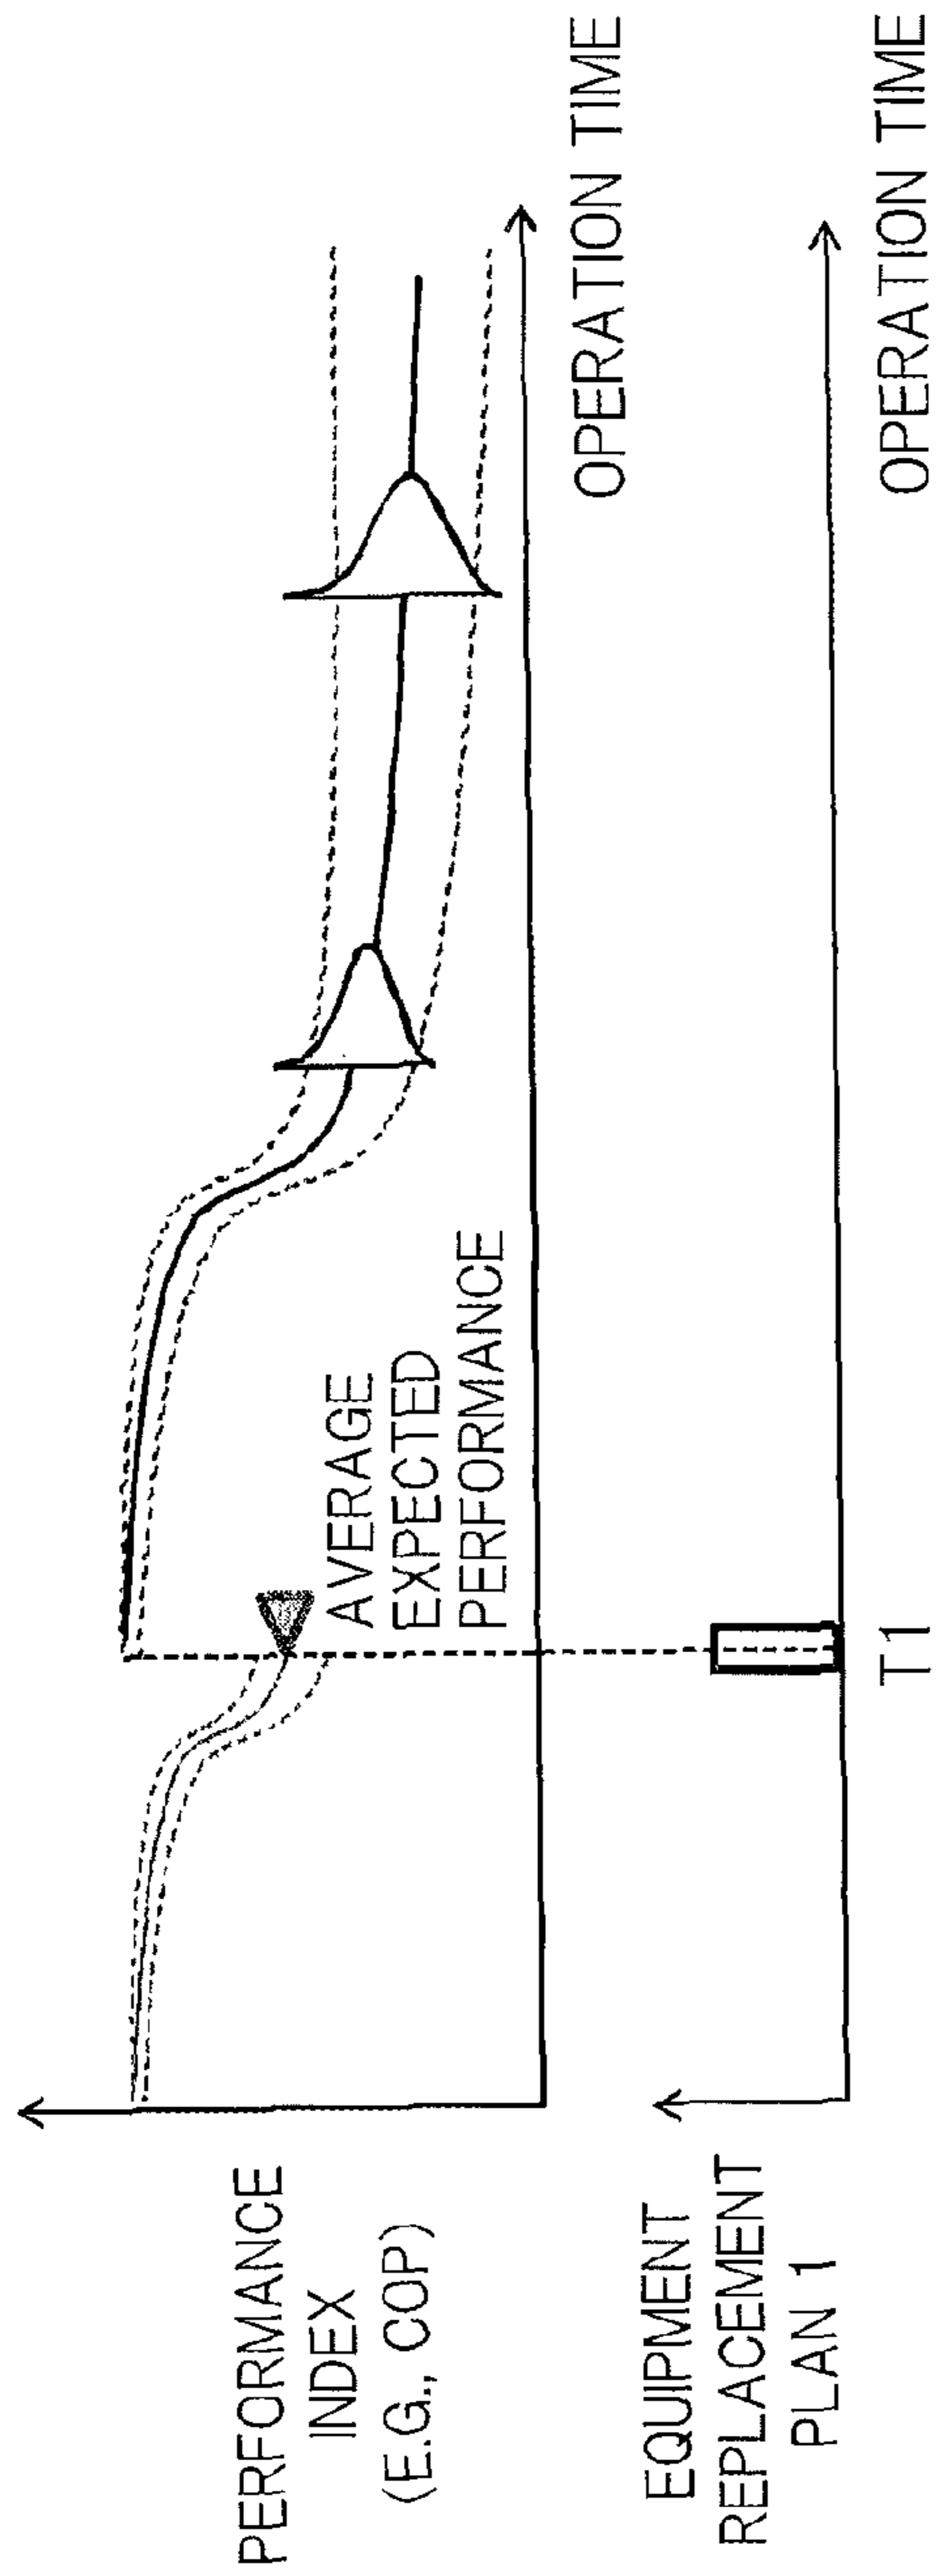 PERFORMANCE
INDEX
(E.G., COP)
AVERAGE
EXPECTED
PERFORMANCE
OPERATION TIME
EQUIPMENT
REPLACEMENT
PLAN 1
T1
OPERATION TIME